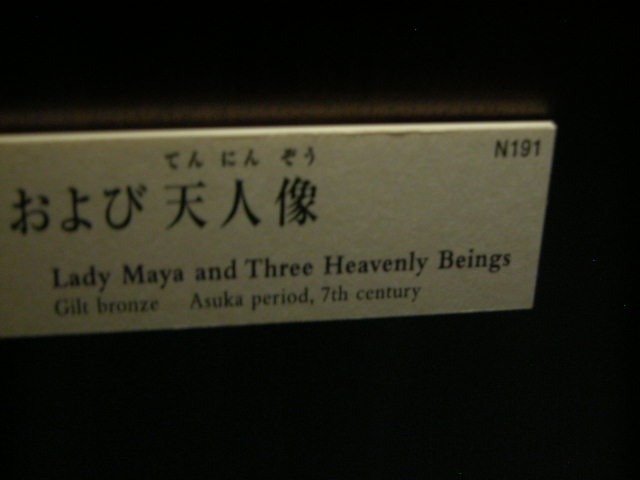 N191
てん にん ぞう
および 天人像
Lady Maya and Three Heavenly Beings
Gilt bronze Asuka period, 7th century